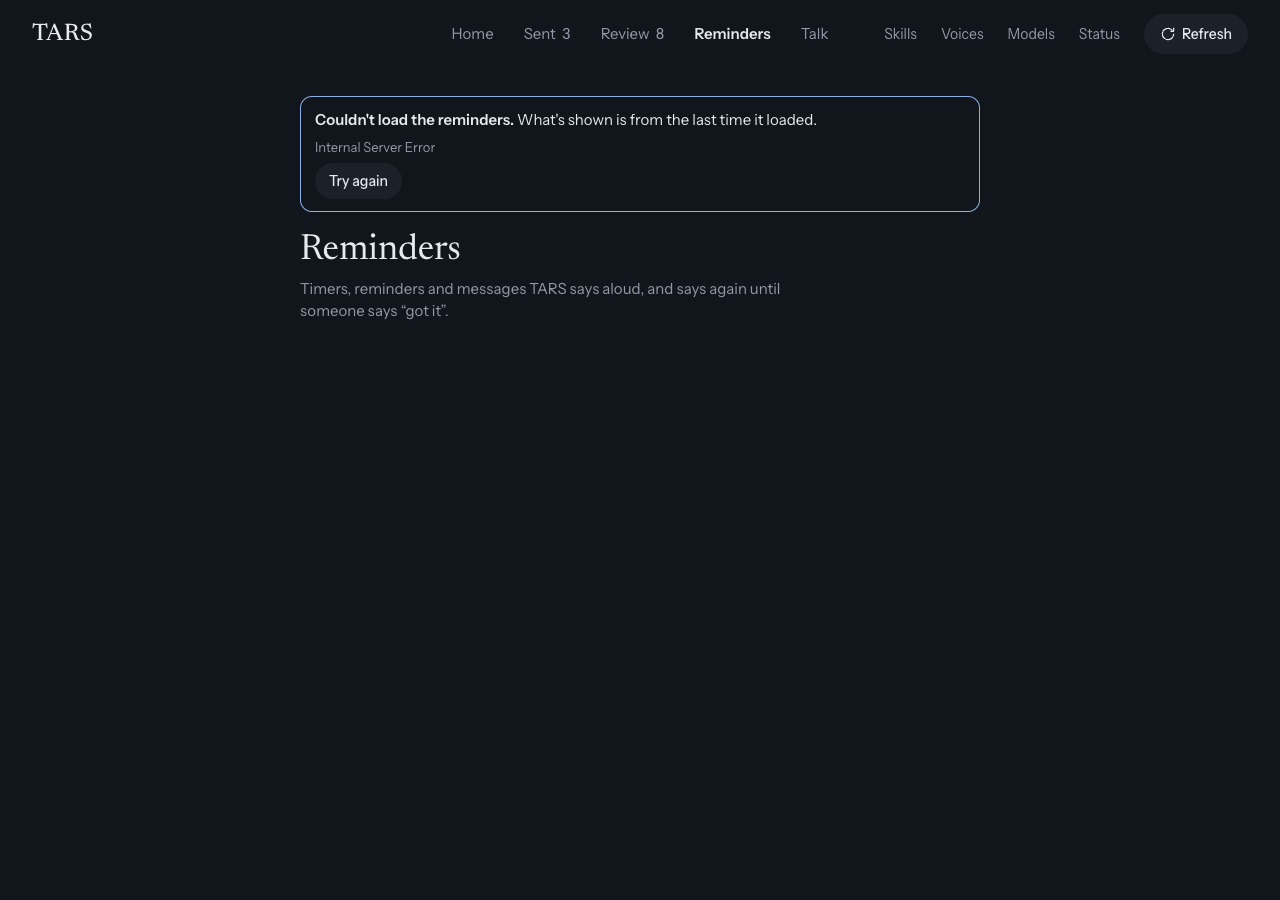 TARS
Home Sent 3 Review 8 Reminders Talk Skills Voices Models Status Refresh
Couldn't load the reminders. What's shown is from the last time it loaded.
Internal Server Error
Try again
Reminders
Timers, reminders and messages TARS says aloud, and says again until
someone says “got it”.